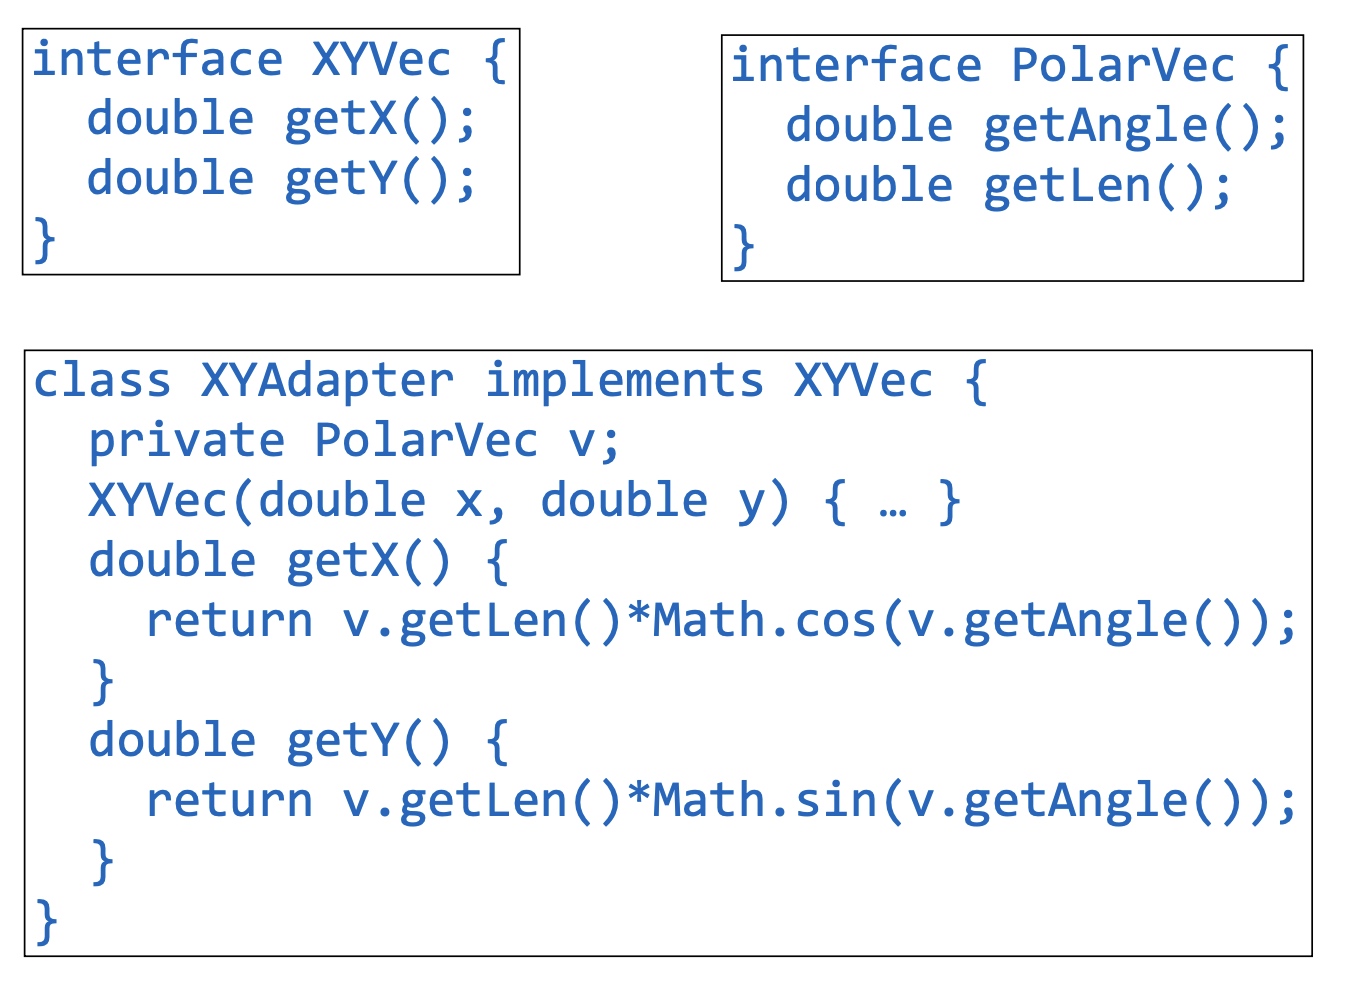 interface XYVec {
  double getX();
  double getY();
}
interface PolarVec {
  double getAngle();
  double getLen();
}
class XYAdapter implements XYVec {
  private PolarVec v;
  XYVec(double x, double y) { … }
  double getX() {
    return v.getLen()*Math.cos(v.getAngle());
  }
  double getY() {
    return v.getLen()*Math.sin(v.getAngle());
  }
}